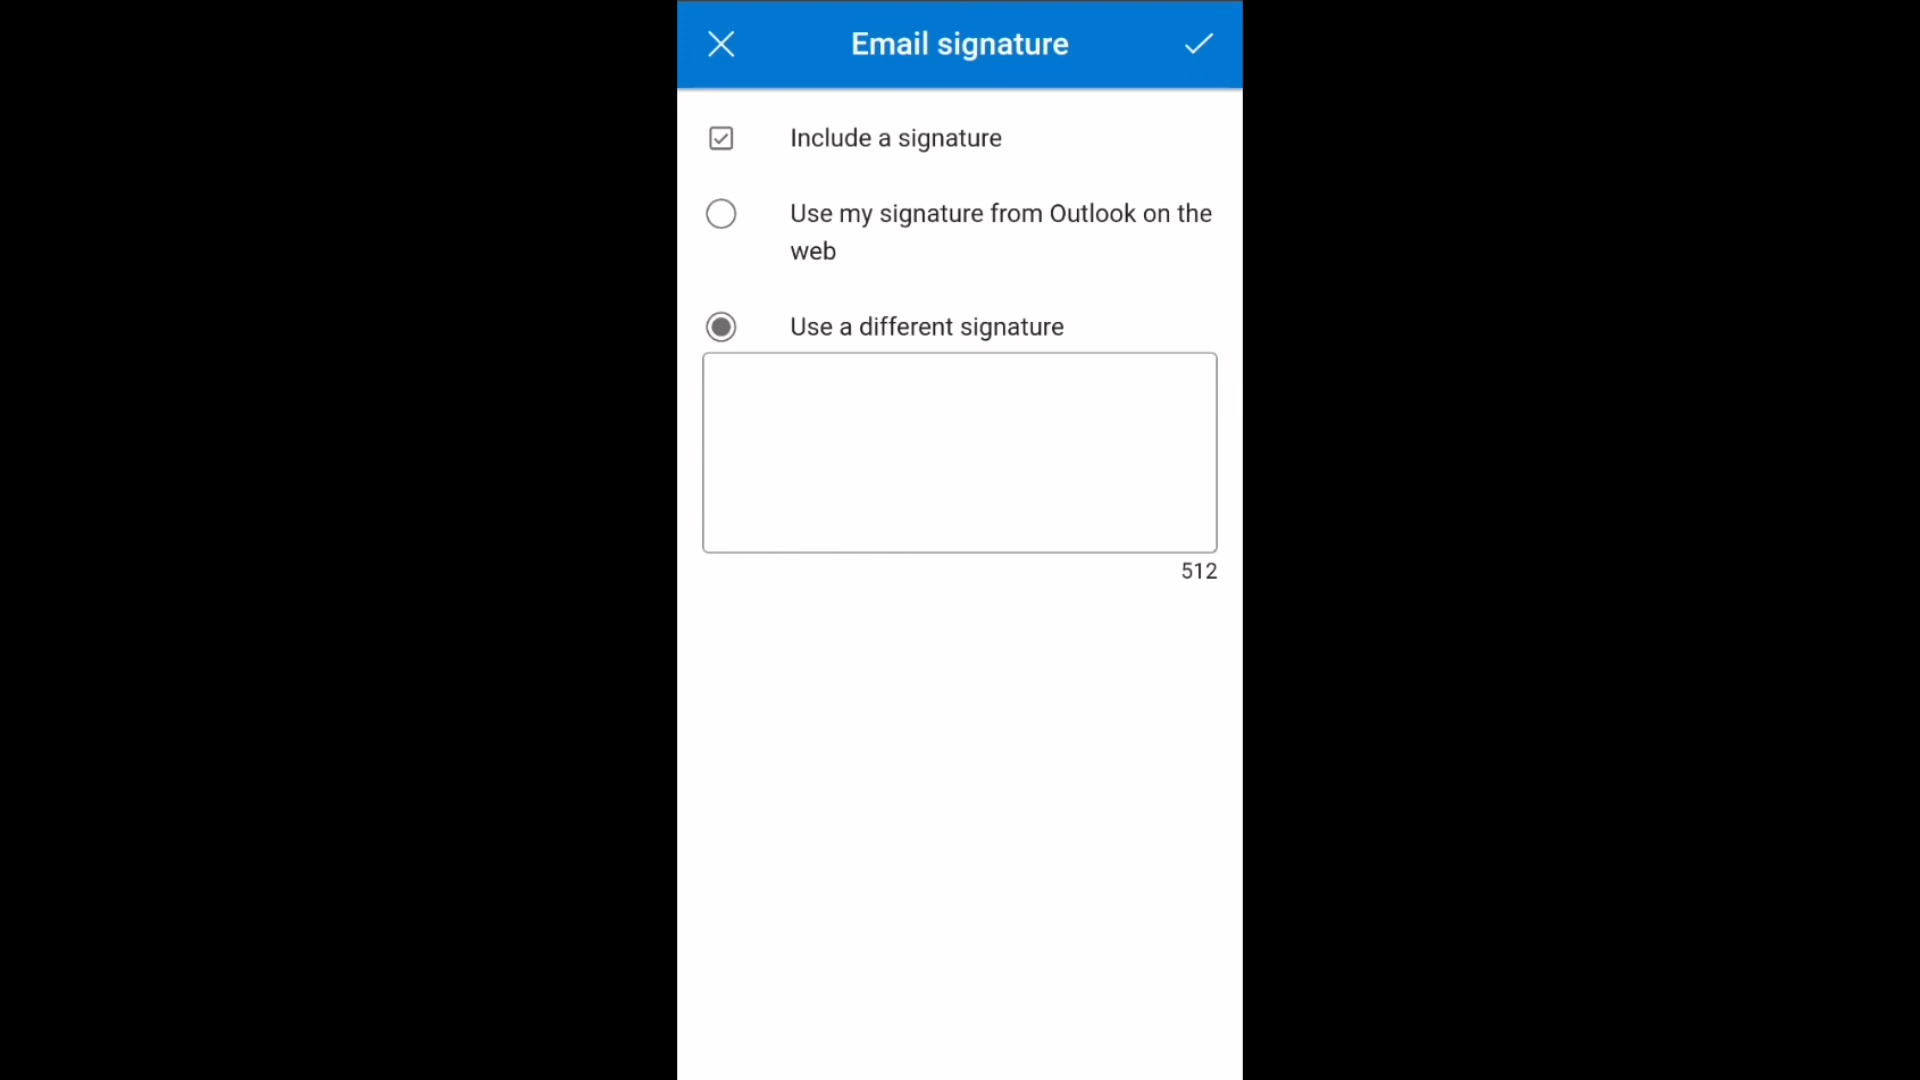 Email signature
Include a signature
Use my signature from Outlook on the
web
Use a different signature
512